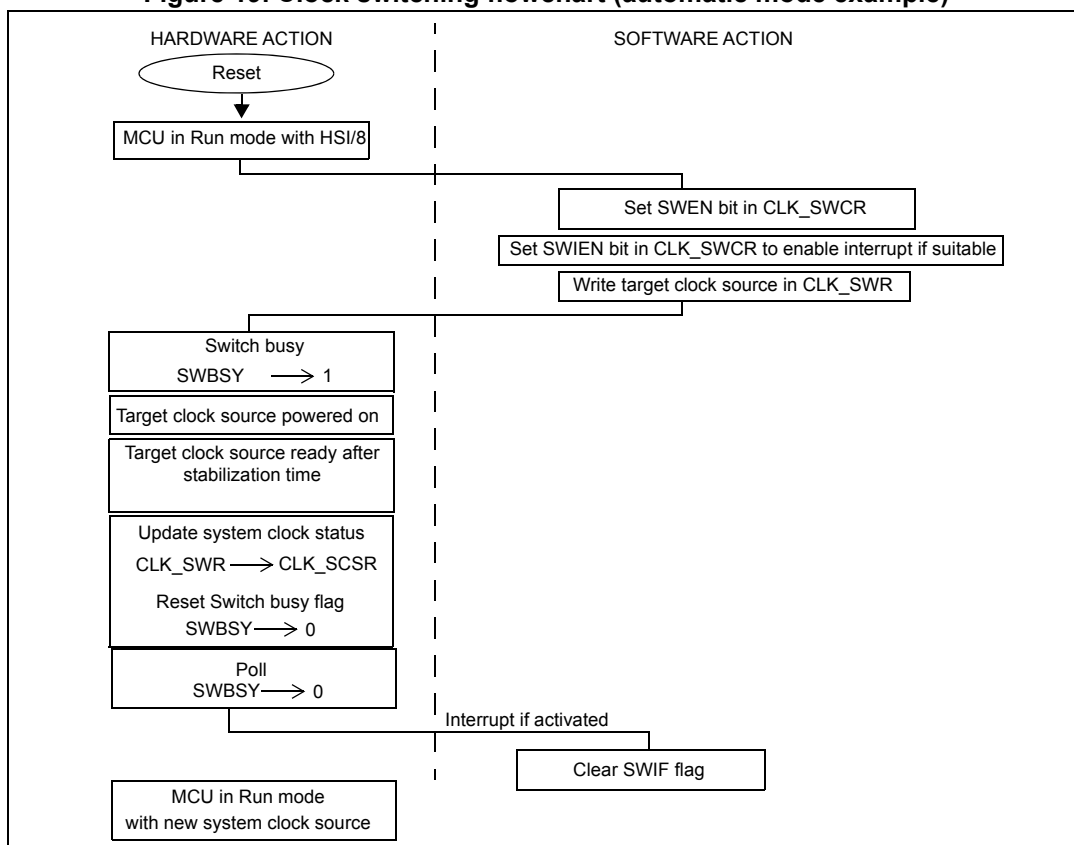 Figure 19. Clock switching flowchart (automatic mode example)
HARDWARE ACTION
SOFTWARE ACTION
Reset
MCU in Run mode with HSI/8
Set SWEN bit in CLK_SWCR
Set SWIEN bit in CLK_SWCR to enable interrupt if suitable
Write target clock source in CLK_SWR
Switch busy
SWBSY → 1
Target clock source powered on
Target clock source ready after
stabilization time
Update system clock status
CLK_SWR → CLK_SCSR
Reset Switch busy flag
SWBSY → 0
Poll
SWBSY → 0
Interrupt if activated
Clear SWIF flag
MCU in Run mode
with new system clock source